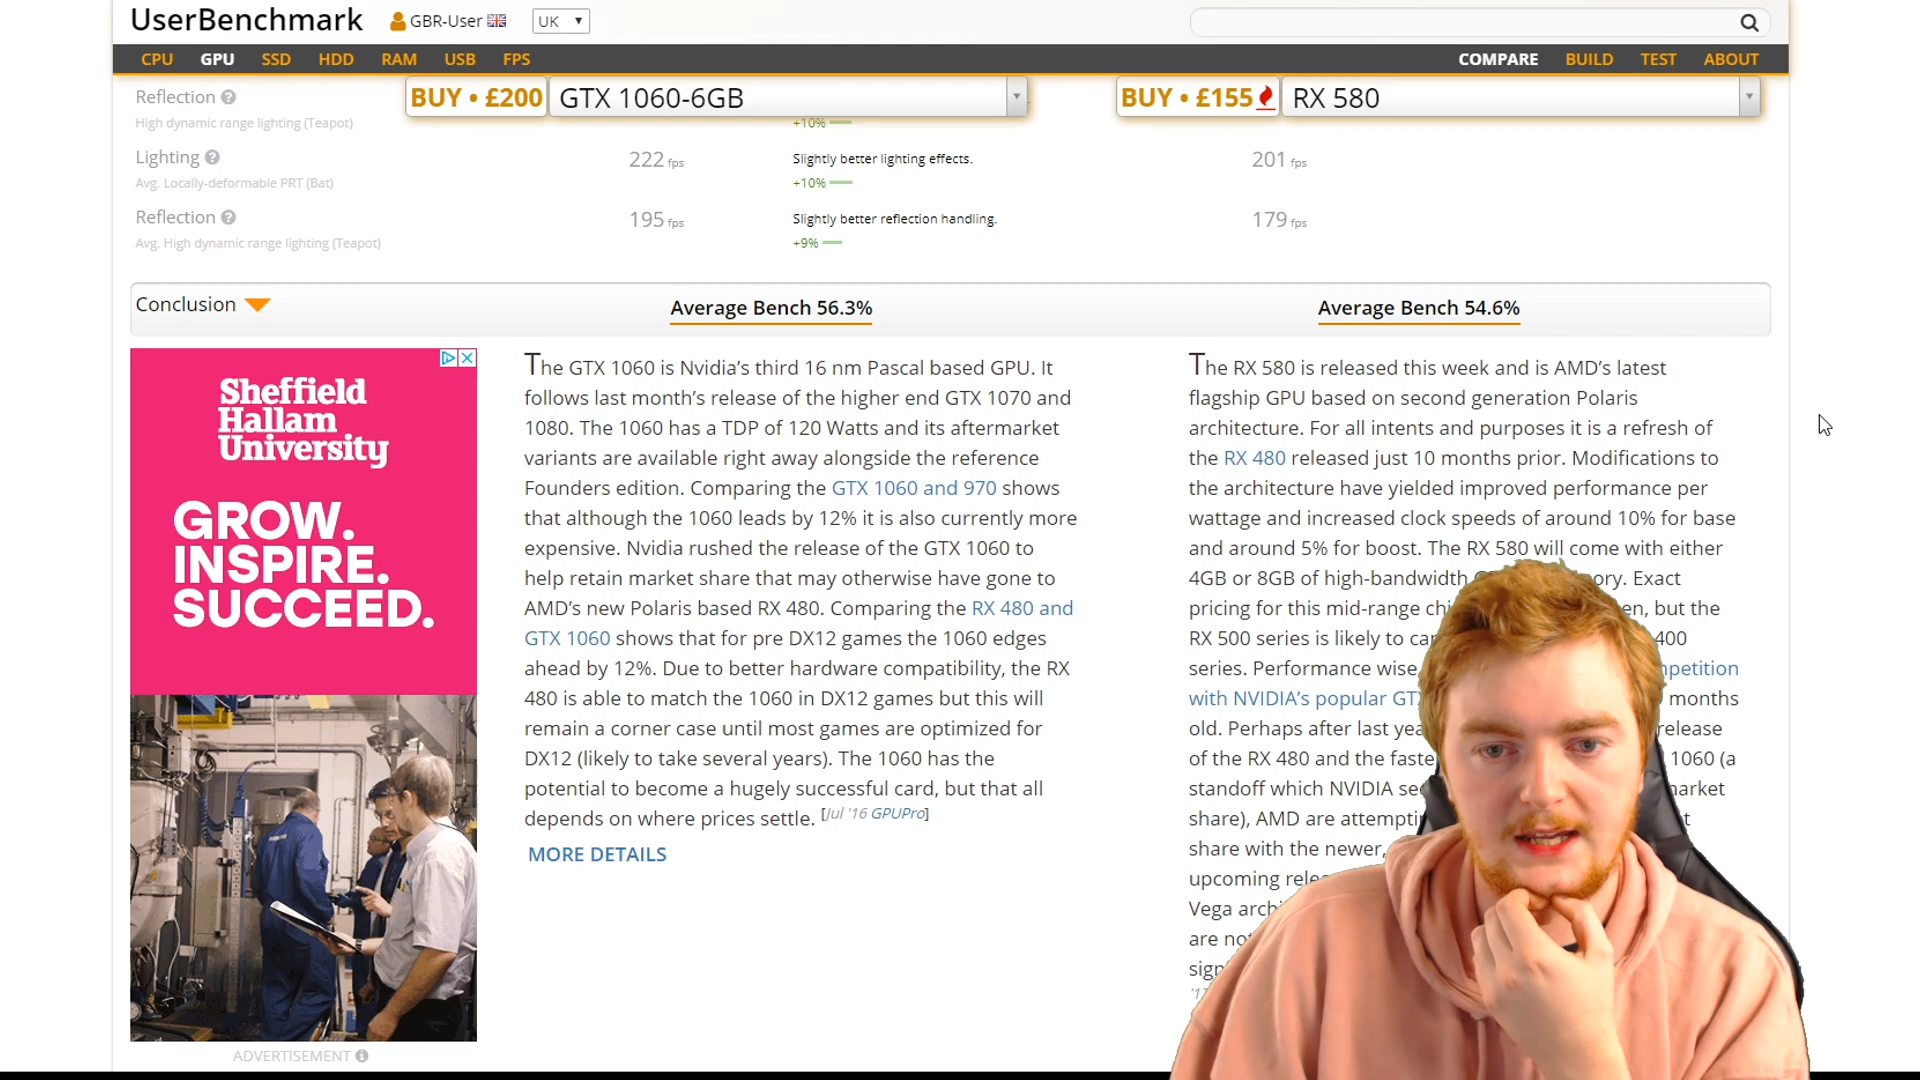 UserBenchmark GBR-User UK
CPU GPU SSD HDD RAM USB FPS COMPARE BUILD TEST ABOUT
BUY • £200 GTX 1060-6GB BUY • £155 RX 580
Reflection
High dynamic range lighting (Teapot)
+10%
Lighting
Avg. Locally-deformable PRT (Bat)
222 fps
Slightly better lighting effects.
+10%
201 fps
Reflection
Avg. High dynamic range lighting (Teapot)
195 fps
Slightly better reflection handling.
+9%
179 fps
Conclusion Average Bench 56.3% Average Bench 54.6%
Sheffield
Hallam
University
GROW.
INSPIRE.
SUCCEED.
ADVERTISEMENT
The GTX 1060 is Nvidia's third 16 nm Pascal based GPU. It
follows last month's release of the higher end GTX 1070 and
1080. The 1060 has a TDP of 120 Watts and its aftermarket
variants are available right away alongside the reference
Founders edition. Comparing the GTX 1060 and 970 shows
that although the 1060 leads by 12% it is also currently more
expensive. Nvidia rushed the release of the GTX 1060 to
help retain market share that may otherwise have gone to
AMD's new Polaris based RX 480. Comparing the RX 480 and
GTX 1060 shows that for pre DX12 games the 1060 edges
ahead by 12%. Due to better hardware compatibility, the RX
480 is able to match the 1060 in DX12 games but this will
remain a corner case until most games are optimized for
DX12 (likely to take several years). The 1060 has the
potential to become a hugely successful card, but that all
depends on where prices settle. [Jul '16 GPUPro]
MORE DETAILS
The RX 580 is released this week and is AMD's latest
flagship GPU based on second generation Polaris
architecture. For all intents and purposes it is a refresh of
the RX 480 released just 10 months prior. Modifications to
the architecture have yielded improved performance per
wattage and increased clock speeds of around 10% for base
and around 5% for boost. The RX 580 will come with either
4GB or 8GB of high-bandwidth Exact
pricing for this mid-range but the
RX 500 series is likely to 400
series. Performance wise,
with NVIDIA's popular months
old. Perhaps after last release
of the RX 480 and the 1060 (a
standoff which NVIDIA market
share), AMD are
share with the newer,
upcoming
Vega
are